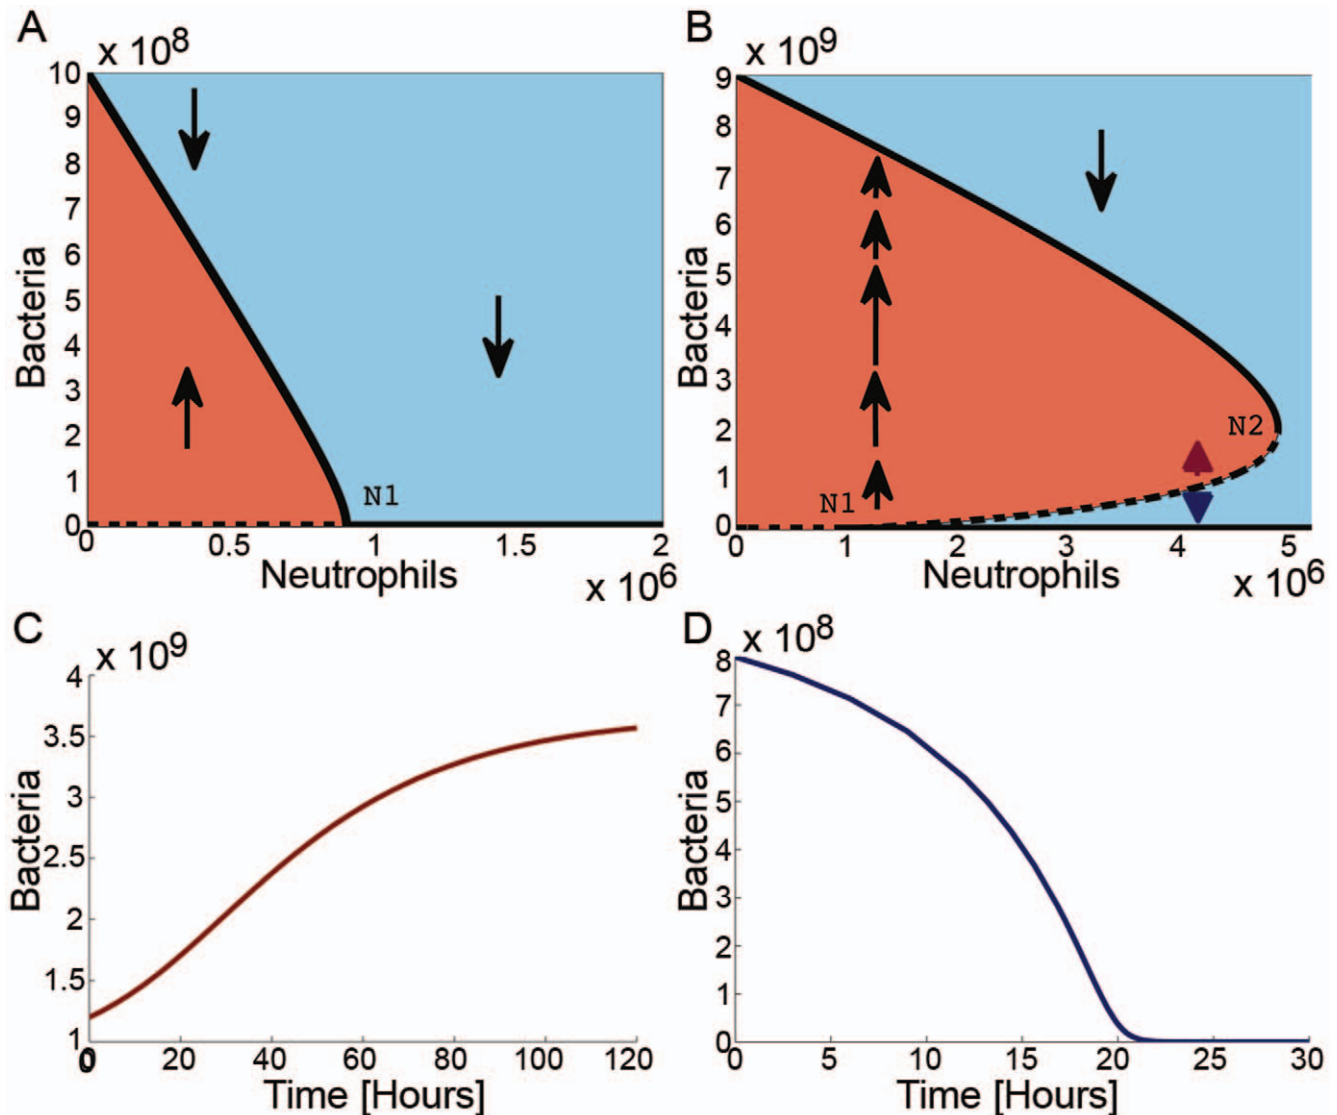 A
x 10^8
10
9
8
7
6
5
4
3
2
1
0
Bacteria
N1
0 0.5 1 1.5 2
Neutrophils
x 10^6
B
x 10^9
9
8
7
6
5
4
3
2
1
0
Bacteria
N2
N1
0 1 2 3 4 5
Neutrophils
x 10^6
C
x 10^9
4
3.5
3
2.5
2
1.5
1
Bacteria
0 20 40 60 80 100 120
Time [Hours]
D
x 10^8
8
7
6
5
4
3
2
1
0
Bacteria
0 5 10 15 20 25 30
Time [Hours]